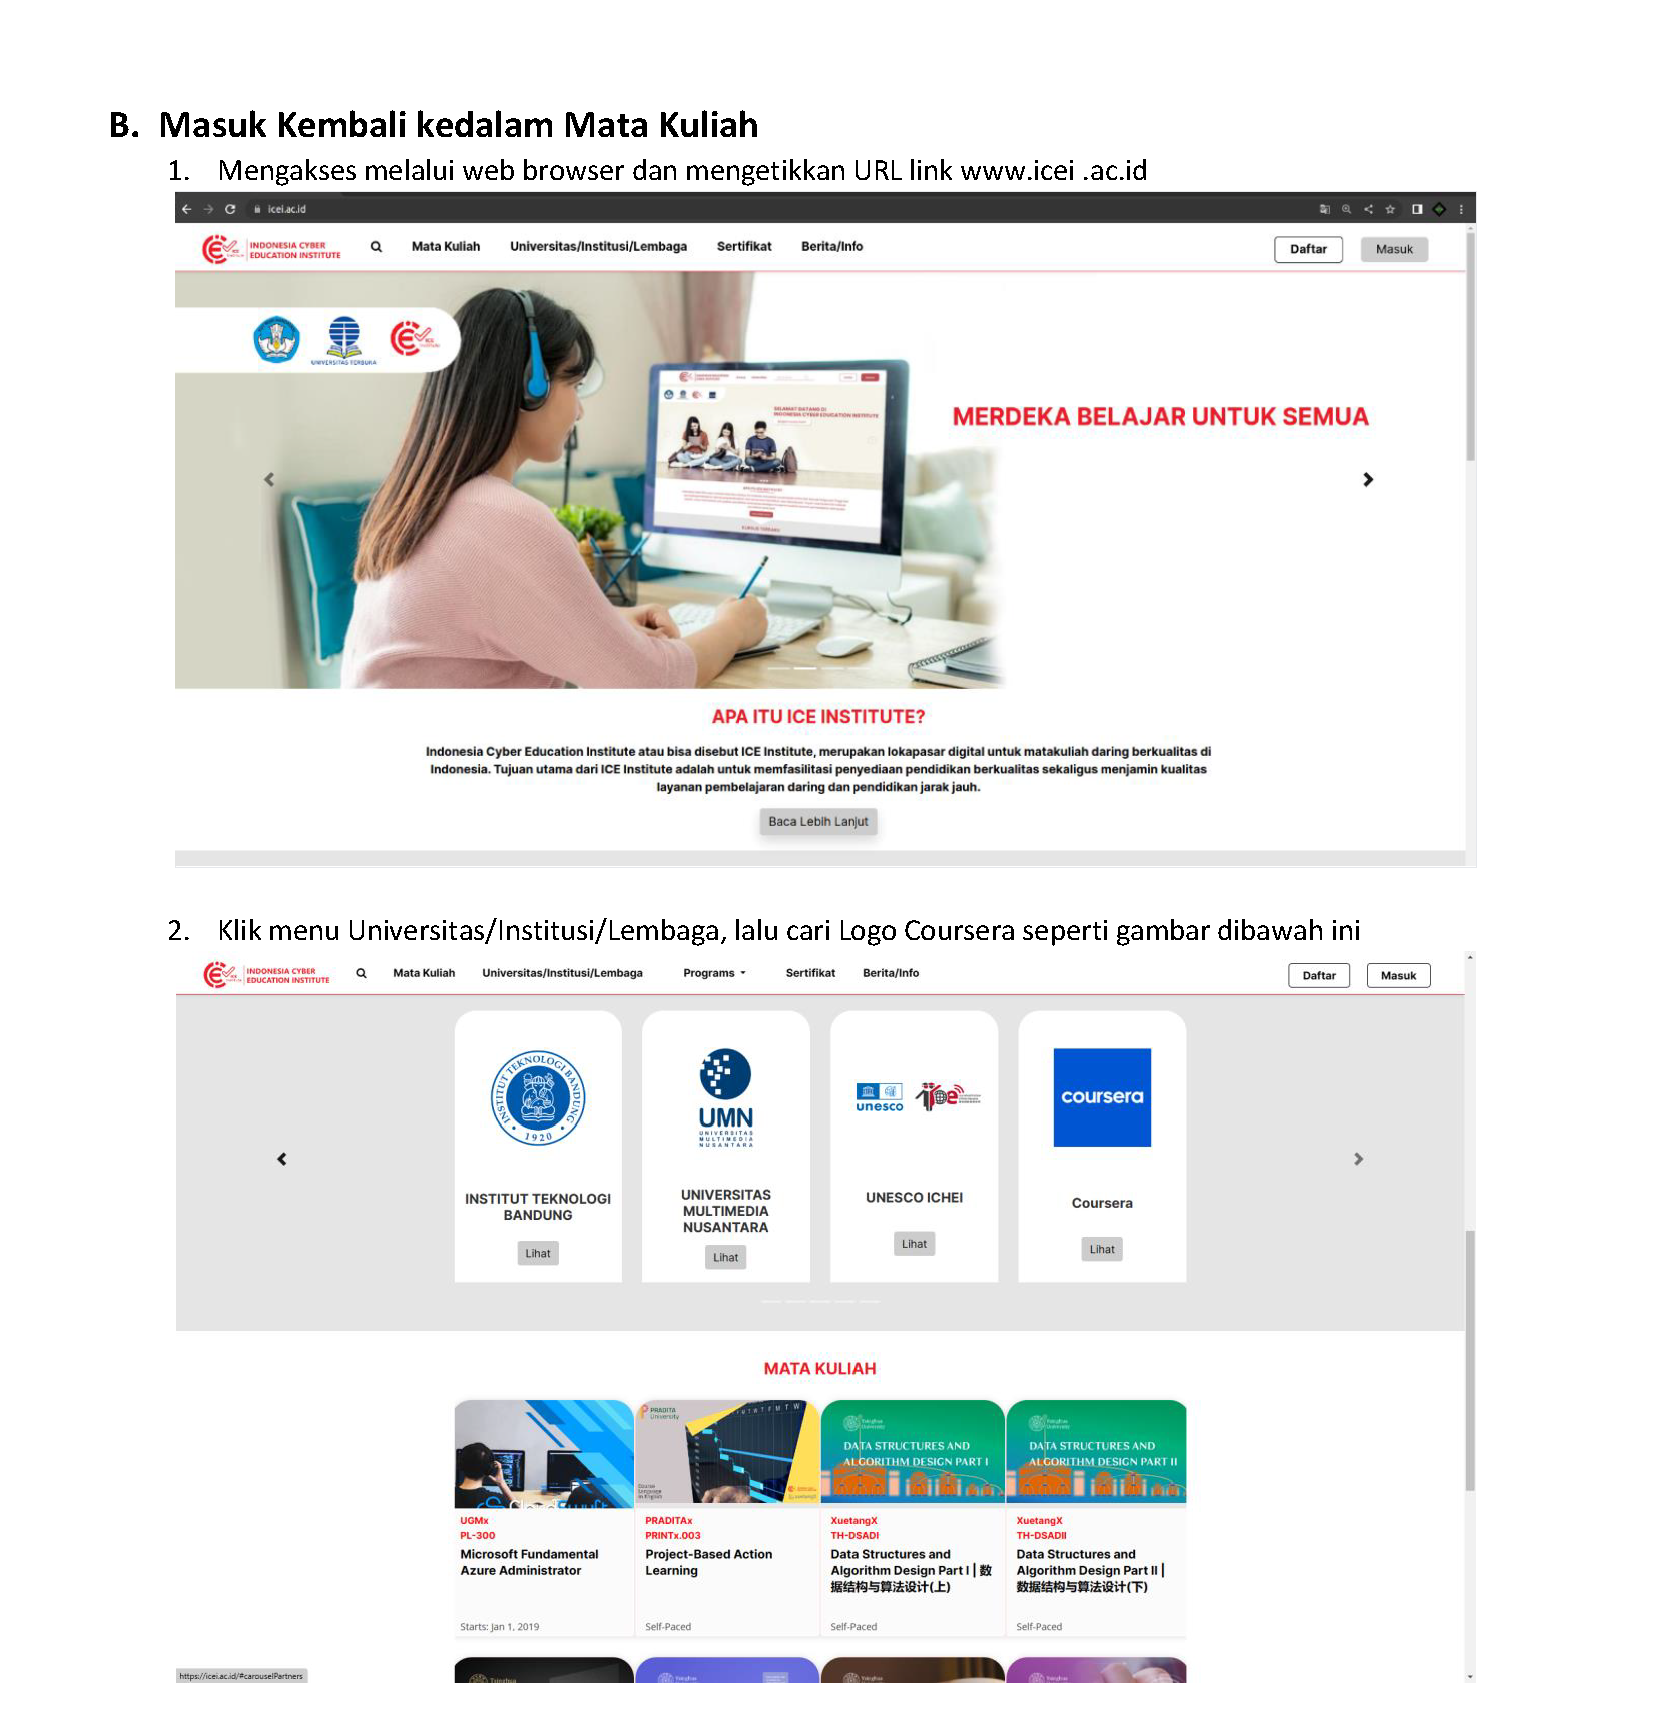 B. Masuk Kembali kedalam Mata Kuliah
1. Mengakses melalui web browser dan mengetikkan URL link www.icei .ac.id
icei.ac.id
INDONESIA CYBER
EDUCATION INSTITUTE
Mata Kuliah
Universitas/Institusi/Lembaga
Sertifikat
Berita/Info
Daftar
Masuk
UNIVERSITAS TERBUKA
MERDEKA BELAJAR UNTUK SEMUA
APA ITU ICE INSTITUTE?
Indonesia Cyber Education Institute atau bisa disebut ICE Institute, merupakan lokapasar digital untuk matakuliah daring berkualitas di
Indonesia. Tujuan utama dari ICE Institute adalah untuk memfasilitasi penyediaan pendidikan berkualitas sekaligus menjamin kualitas
layanan pembelajaran daring dan pendidikan jarak jauh.
Baca Lebih Lanjut
2. Klik menu Universitas/Institusi/Lembaga, lalu cari Logo Coursera seperti gambar dibawah ini
INDONESIA CYBER
EDUCATION INSTITUTE
Mata Kuliah
Universitas/Institusi/Lembaga
Programs
Sertifikat
Berita/Info
Daftar
Masuk
INSTITUT TEKNOLOGI BANDUNG
1920
INSTITUT TEKNOLOGI
BANDUNG
Lihat
UMN
UNIVERSITAS
MULTIMEDIA
NUSANTARA
UNIVERSITAS
MULTIMEDIA
NUSANTARA
Lihat
unesco
UNESCO ICHEI
Lihat
coursera
Coursera
Lihat
MATA KULIAH
UGMx
PL-300
Microsoft Fundamental
Azure Administrator
Starts: Jan 1, 2019
PRADITA
University
Course
Language
in English
PRADITAx
PRINTx.003
Project-Based Action
Learning
Self-Paced
DATA STRUCTURES AND
ALGORITHM DESIGN PART I
XuetangX
TH-DSADI
Data Structures and
Algorithm Design Part I | 数
据结构与算法设计(上)
Self-Paced
DATA STRUCTURES AND
ALGORITHM DESIGN PART II
XuetangX
TH-DSADII
Data Structures and
Algorithm Design Part II |
数据结构与算法设计(下)
Self-Paced
https://icei.ac.id/#carouselPartners